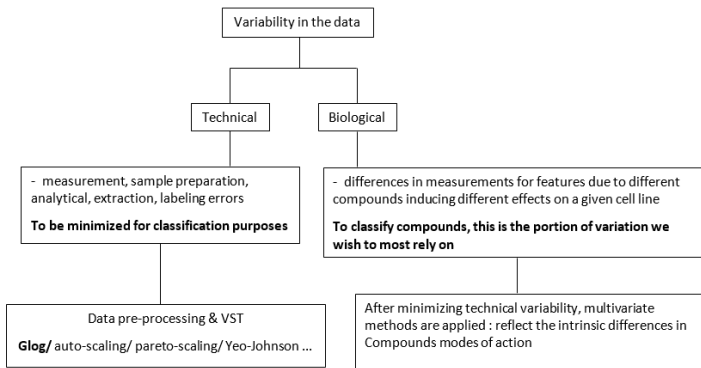 Variability in the data
Technical
Biological
- measurement, sample preparation,
analytical, extraction, labeling errors
To be minimized for classification purposes
- differences in measurements for features due to different
compounds inducing different effects on a given cell line
To classify compounds, this is the portion of variation we
wish to most rely on
Data pre-processing & VST
Glog/ auto-scaling/ pareto-scaling/ Yeo-Johnson ...
After minimizing technical variability, multivariate
methods are applied : reflect the intrinsic differences in
Compounds modes of action